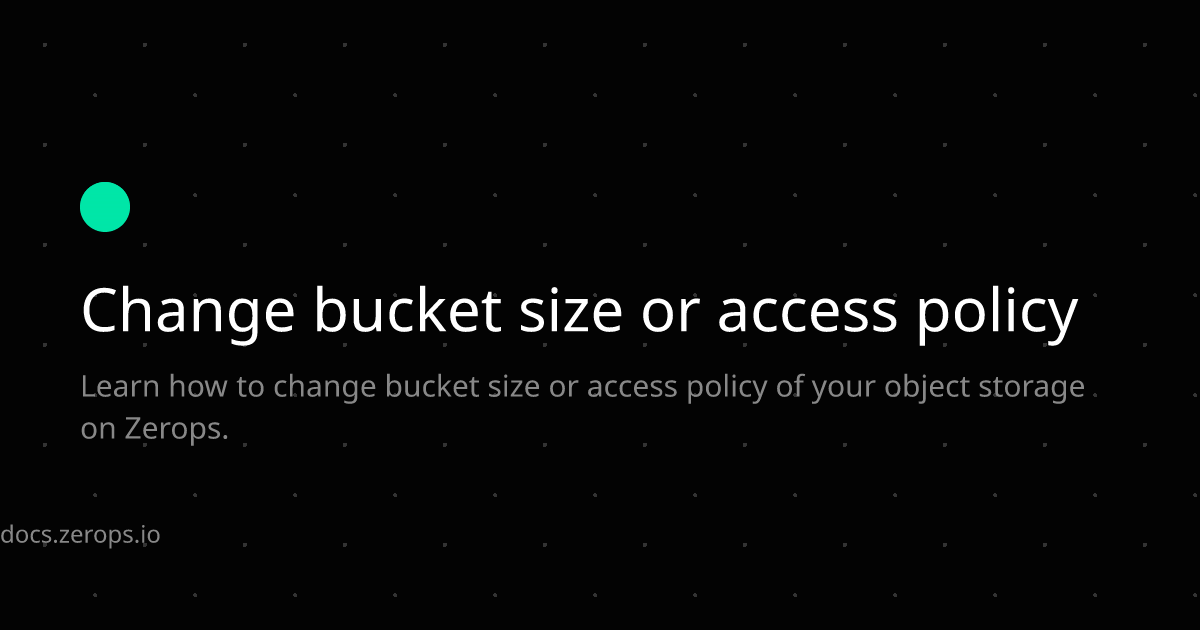 Change bucket size or access policy
Learn how to change bucket size or access policy of your object storage
on Zerops.
docs.zerops.io